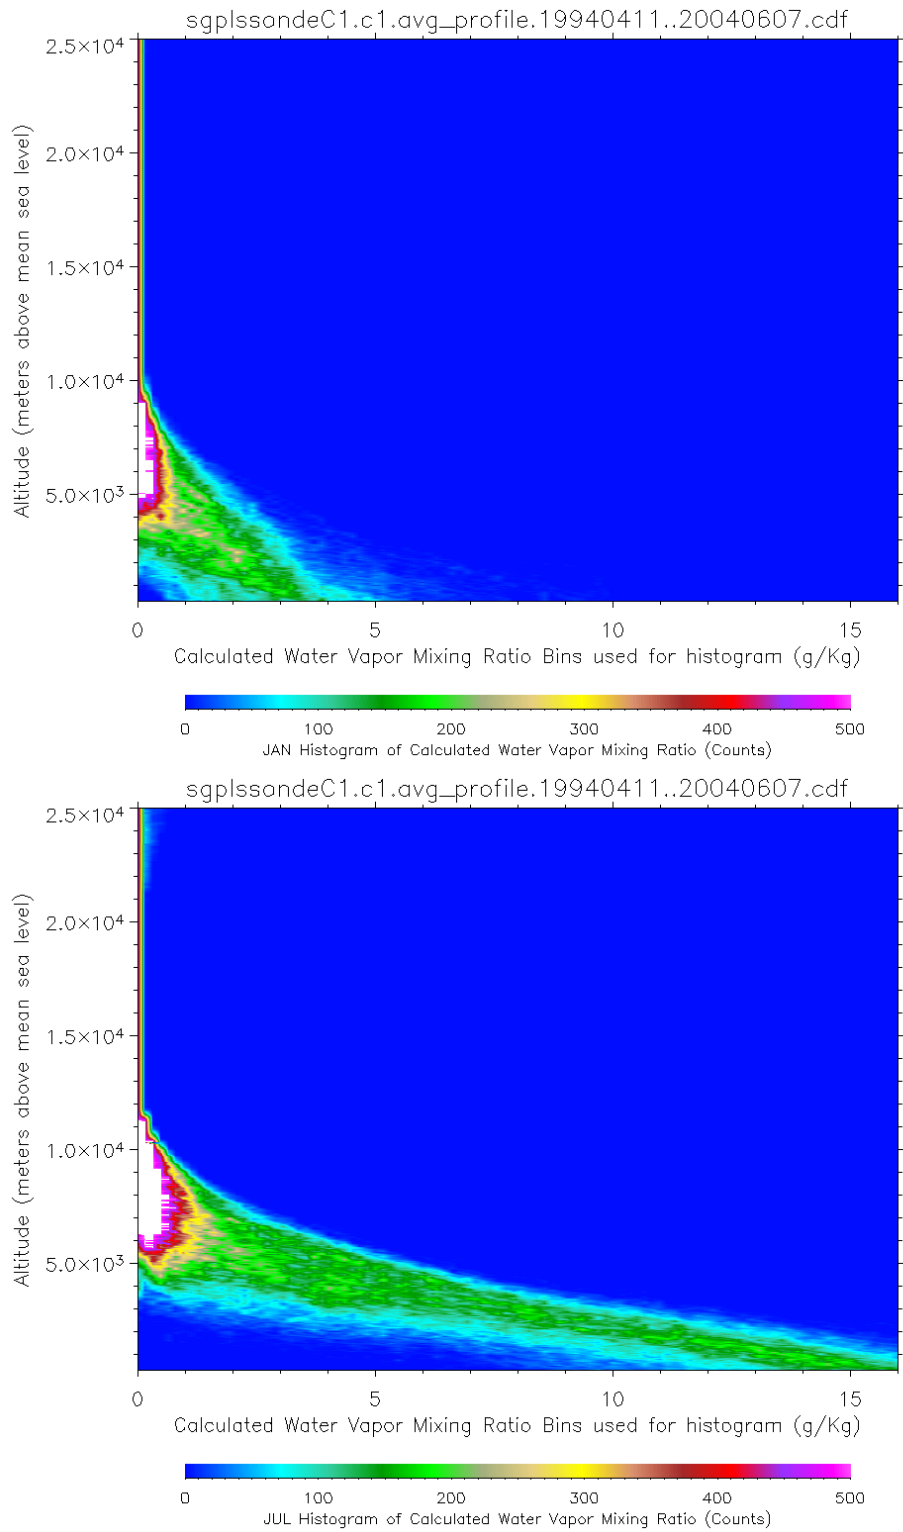 sgplssondeC1.c1.avg_profile.19940411..20040607.cdf
2.5×10⁴
2.0×10⁴
1.5×10⁴
1.0×10⁴
5.0×10³
Altitude (meters above mean sea level)
0 5 10 15
Calculated Water Vapor Mixing Ratio Bins used for histogram (g/Kg)
0 100 200 300 400 500
JAN Histogram of Calculated Water Vapor Mixing Ratio (Counts)
sgplssondeC1.c1.avg_profile.19940411..20040607.cdf
2.5×10⁴
2.0×10⁴
1.5×10⁴
1.0×10⁴
5.0×10³
Altitude (meters above mean sea level)
0 5 10 15
Calculated Water Vapor Mixing Ratio Bins used for histogram (g/Kg)
0 100 200 300 400 500
JUL Histogram of Calculated Water Vapor Mixing Ratio (Counts)